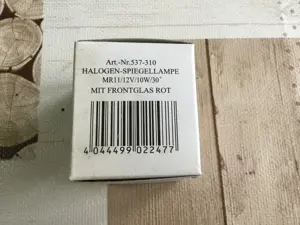 Art.-Nr.537-310
HALOGEN-SPIEGELLAMPE
MR11/12V/10W/30°
MIT FRONTGLAS ROT
4 044499 022477